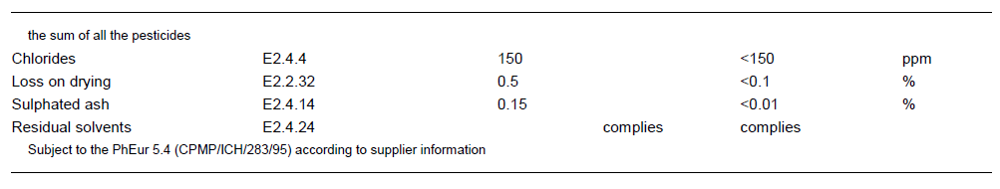 the sum of all the pesticides
Chlorides E2.4.4 150 <150 ppm
Loss on drying E2.2.32 0.5 <0.1 %
Sulphated ash E2.4.14 0.15 <0.01 %
Residual solvents E2.4.24 complies complies
Subject to the PhEur 5.4 (CPMP/ICH/283/95) according to supplier information